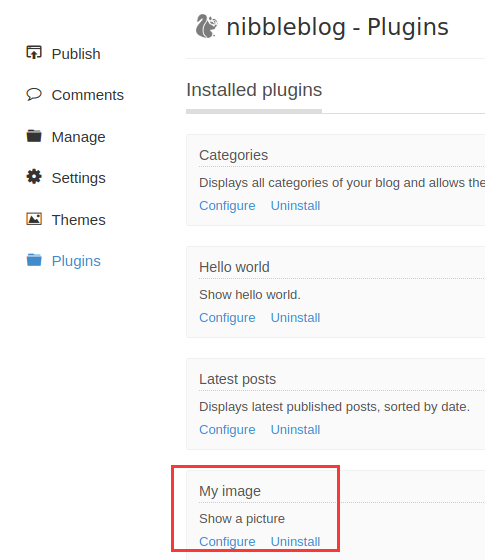 nibbleblog - Plugins
Publish
Comments
Manage
Settings
Themes
Plugins
Installed plugins
Categories
Displays all categories of your blog and allows the
Configure Uninstall
Hello world
Show hello world.
Configure Uninstall
Latest posts
Displays latest published posts, sorted by date.
Configure Uninstall
My image
Show a picture
Configure Uninstall